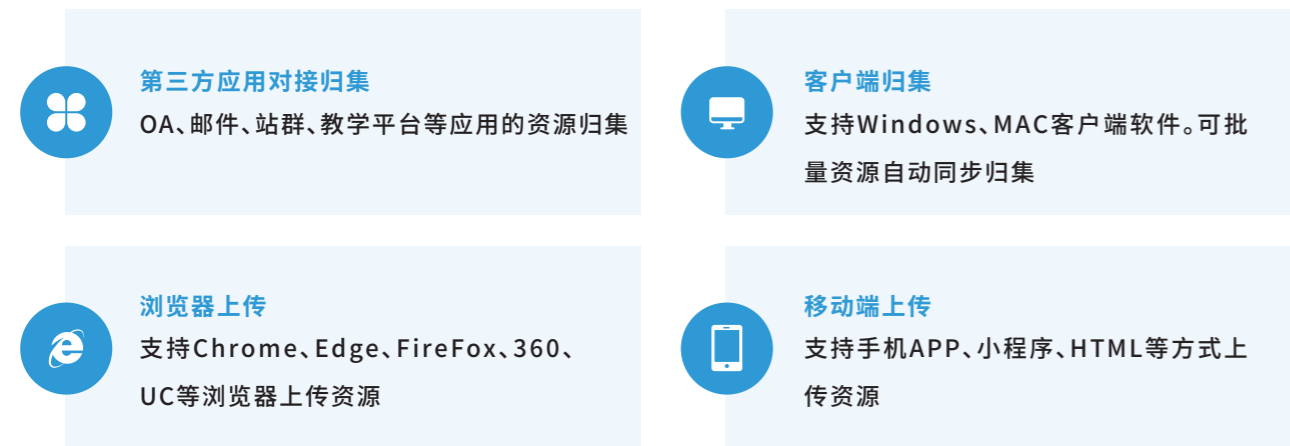 第三方应用对接归集
OA、邮件、站群、教学平台等应用的资源归集
客户端归集
支持Windows、MAC客户端软件。可批
量资源自动同步归集
浏览器上传
支持Chrome、Edge、FireFox、360、
UC等浏览器上传资源
移动端上传
支持手机APP、小程序、HTML等方式上
传资源